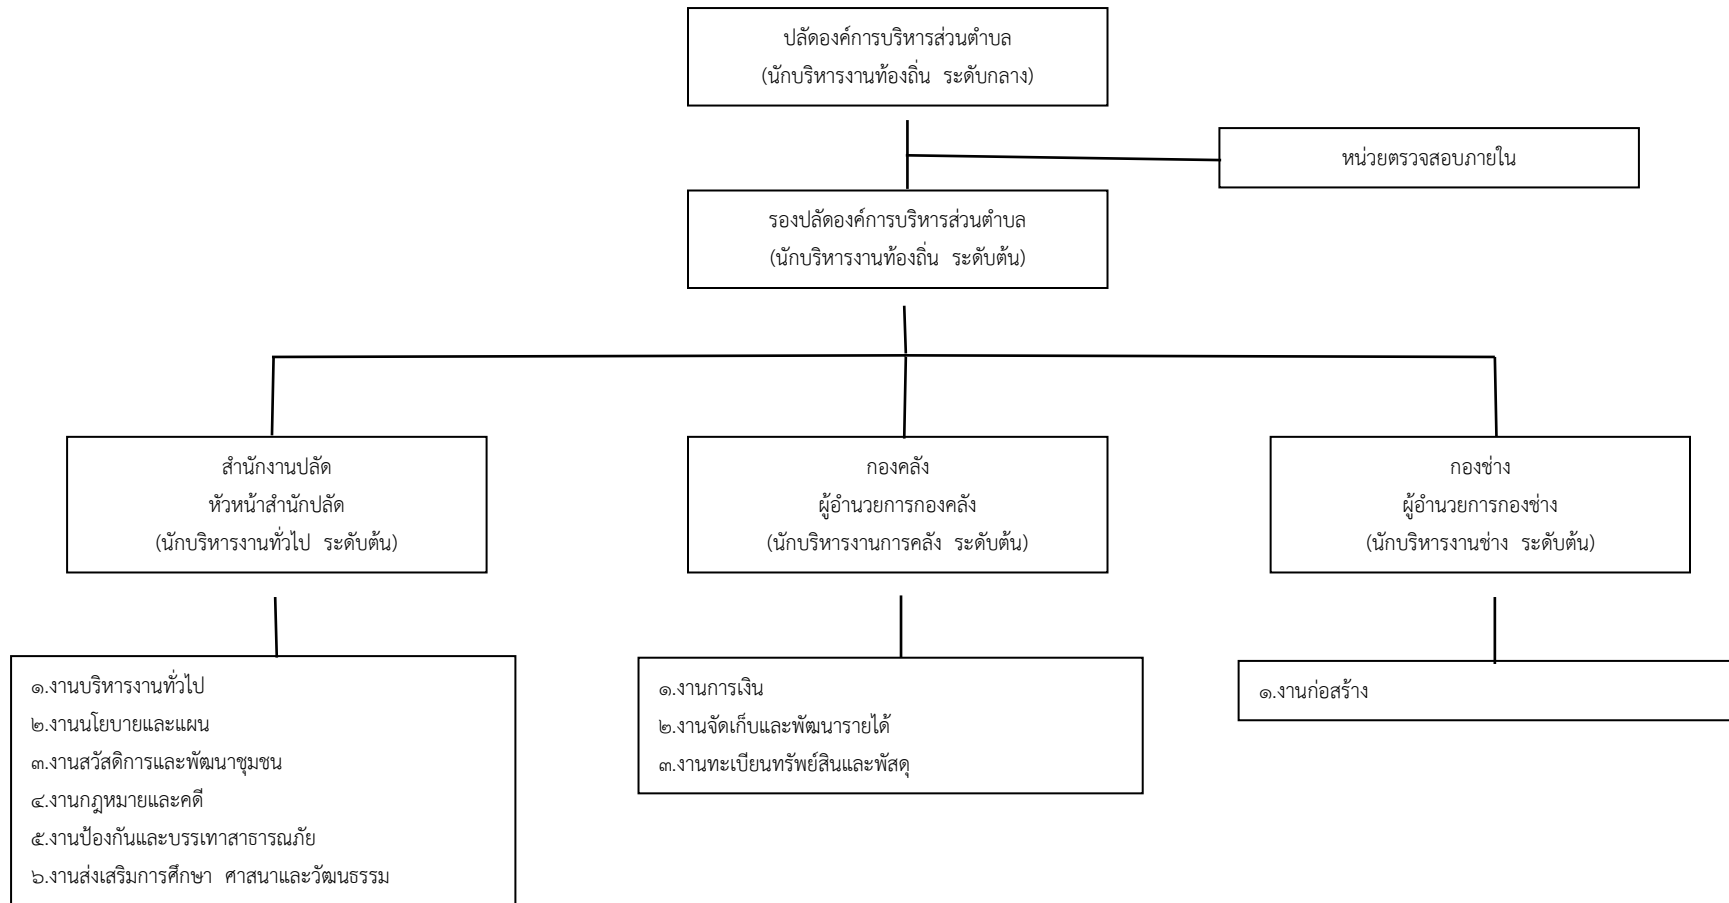 ปลัดองค์การบริหารส่วนตำบล
(นักบริหารงานท้องถิ่น ระดับกลาง)
หน่วยตรวจสอบภายใน
รองปลัดองค์การบริหารส่วนตำบล
(นักบริหารงานท้องถิ่น ระดับต้น)
สำนักงานปลัด
หัวหน้าสำนักปลัด
(นักบริหารงานทั่วไป ระดับต้น)
กองคลัง
ผู้อำนวยการกองคลัง
(นักบริหารงานการคลัง ระดับต้น)
กองช่าง
ผู้อำนวยการกองช่าง
(นักบริหารงานช่าง ระดับต้น)
๑.งานบริหารงานทั่วไป
๒.งานนโยบายและแผน
๓.งานสวัสดิการและพัฒนาชุมชน
๔.งานกฎหมายและคดี
๕.งานป้องกันและบรรเทาสาธารณภัย
๖.งานส่งเสริมการศึกษา ศาสนาและวัฒนธรรม
๑.งานการเงิน
๒.งานจัดเก็บและพัฒนารายได้
๓.งานทะเบียนทรัพย์สินและพัสดุ
๑.งานก่อสร้าง